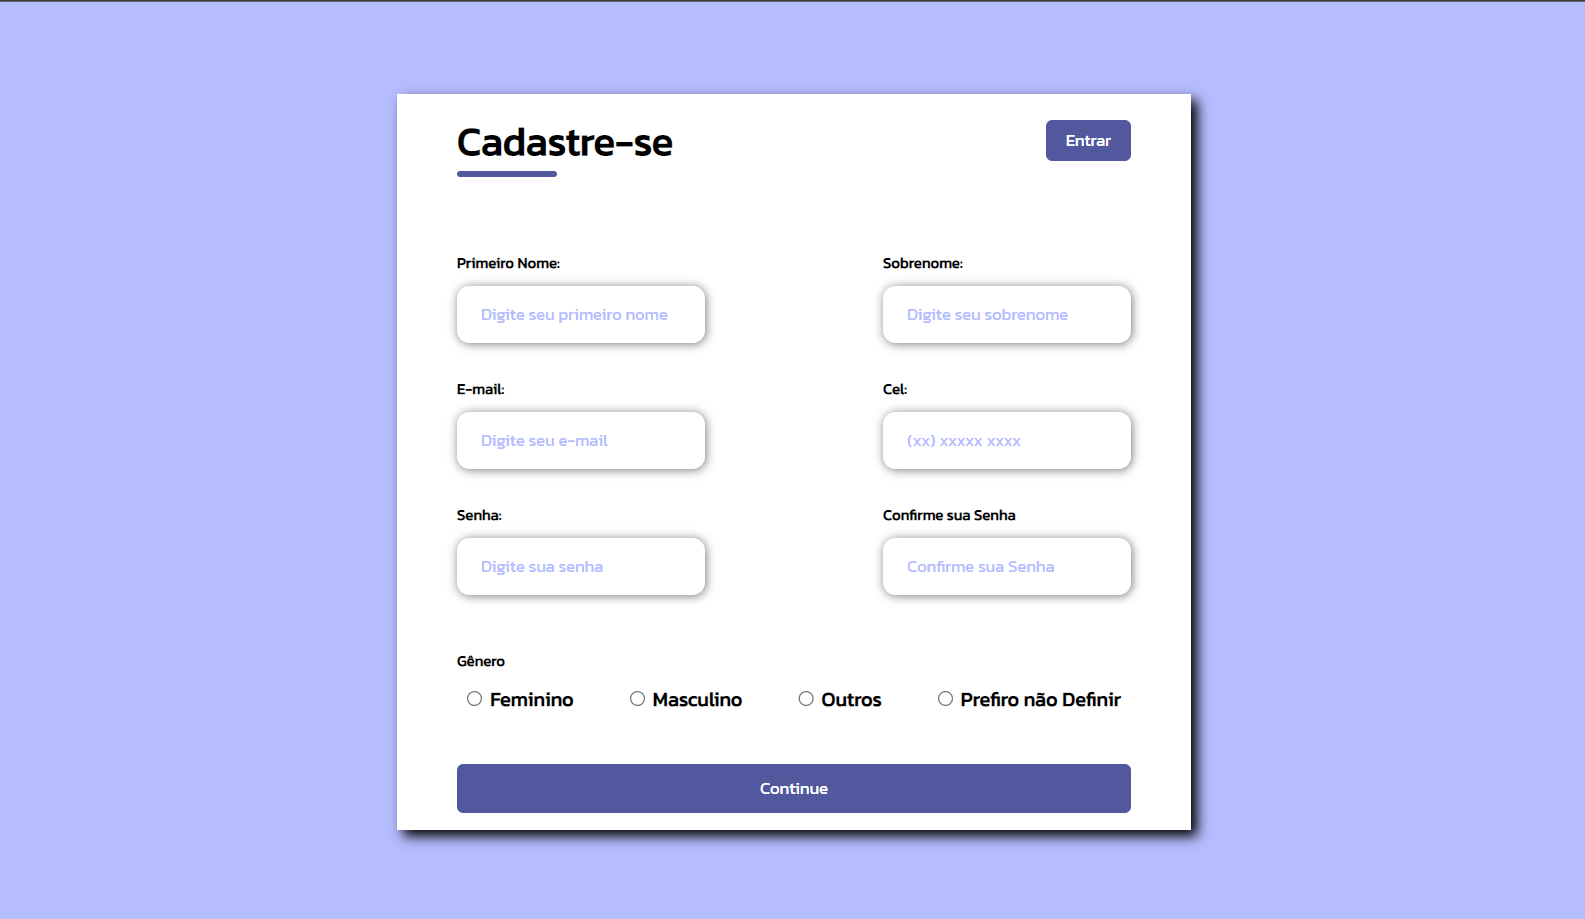 Cadastre-se
Entrar
Primeiro Nome:
Sobrenome:
Digite seu primeiro nome
Digite seu sobrenome
E-mail:
Cel:
Digite seu e-mail
(xx) xxxxx xxxx
Senha:
Confirme sua Senha
Digite sua senha
Confirme sua Senha
Gênero
Feminino
Masculino
Outros
Prefiro não Definir
Continue